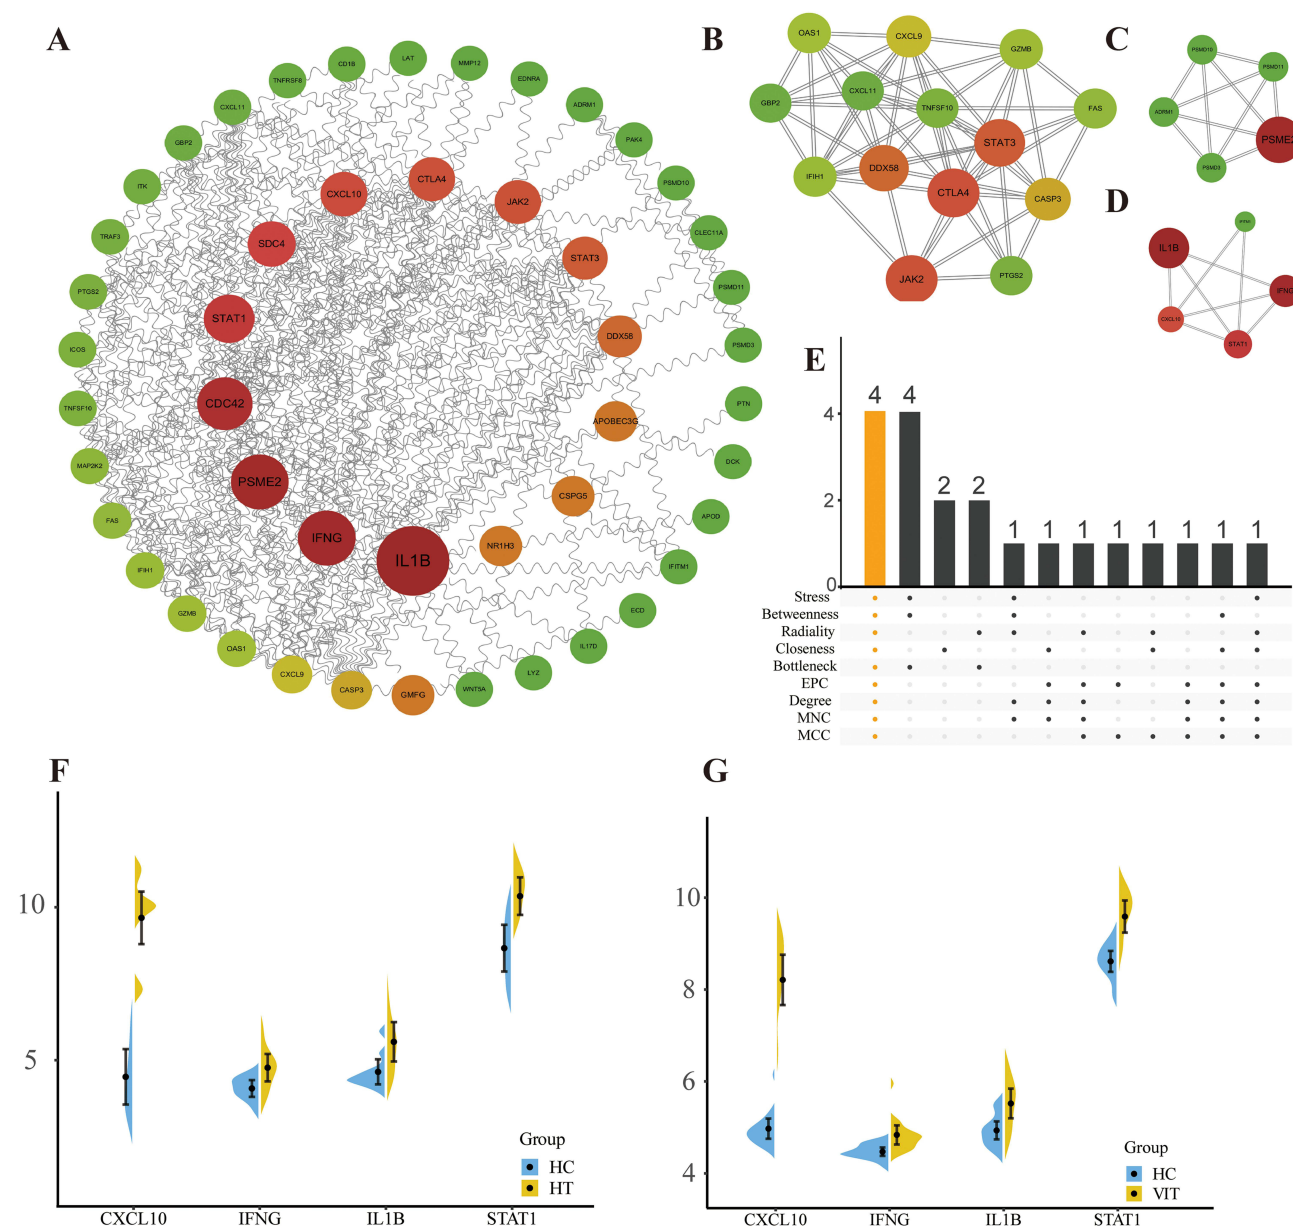 A
LAT
MMP12
CD1B
EDNRA
TNFRSF8
ADRM1
CXCL11
PAK4
GBP2
CTLA4
PSMD10
ITK
CXCL10
JAK2
CLEC11A
TRAF3
SDC4
STAT3
PSMD11
PTGS2
STAT1
DDX58
PSMD3
ICOS
CDC42
PTN
TNFSF10
APOBEC3G
DCK
MAP2K2
PSME2
CSPG5
APOD
FAS
IFNG
IL1B
NR1H3
IFITM1
IFIH1
ECD
GZMB
IL17D
OAS1
LYZ
CXCL9
CASP3
GMFG
WNT5A
B
OAS1
CXCL9
GZMB
CXCL11
GBP2
TNFSF10
FAS
STAT3
DDX58
IFIH1
CTLA4
CASP3
JAK2
PTGS2
C
PSMD10
PSMD11
ADRM1
PSME2
PSMD3
D
IL1B
IFNG
CXCL10
STAT1
E
4 4 2 2 1 1 1 1 1 1 1 1
4
2
0
Stress
Betweenness
Radiality
Closeness
Bottleneck
EPC
Degree
MNC
MCC
F
10
5
Group
HC
HT
CXCL10 IFNG IL1B STAT1
G
10
8
6
4
Group
HC
VIT
CXCL10 IFNG IL1B STAT1